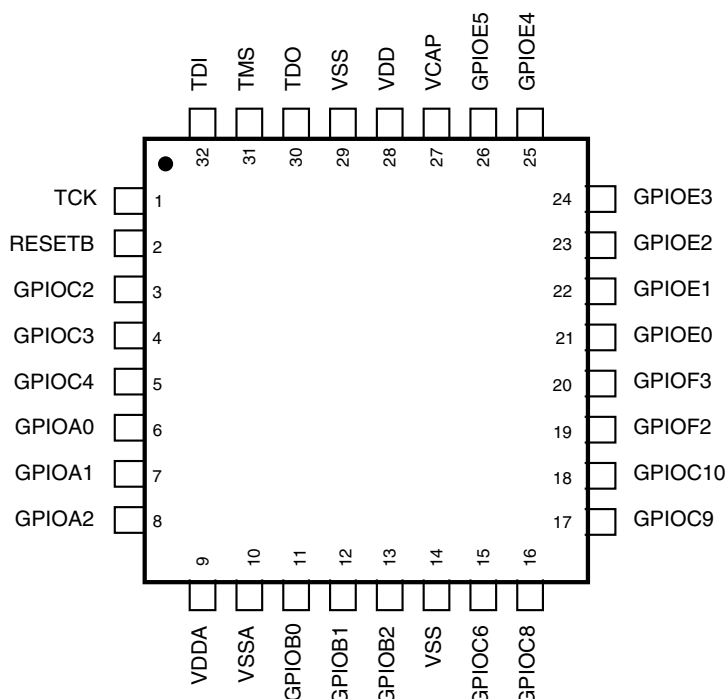 TDI
TMS
TDO
VSS
VDD
VCAP
GPIOE5
GPIOE4
32
31
30
29
28
27
26
25
TCK 1
RESETB 2
GPIOC2 3
GPIOC3 4
GPIOC4 5
GPIOA0 6
GPIOA1 7
GPIOA2 8
24 GPIOE3
23 GPIOE2
22 GPIOE1
21 GPIOE0
20 GPIOF3
19 GPIOF2
18 GPIOC10
17 GPIOC9
9
10
11
12
13
14
15
16
VDDA
VSSA
GPIOB0
GPIOB1
GPIOB2
VSS
GPIOC6
GPIOC8